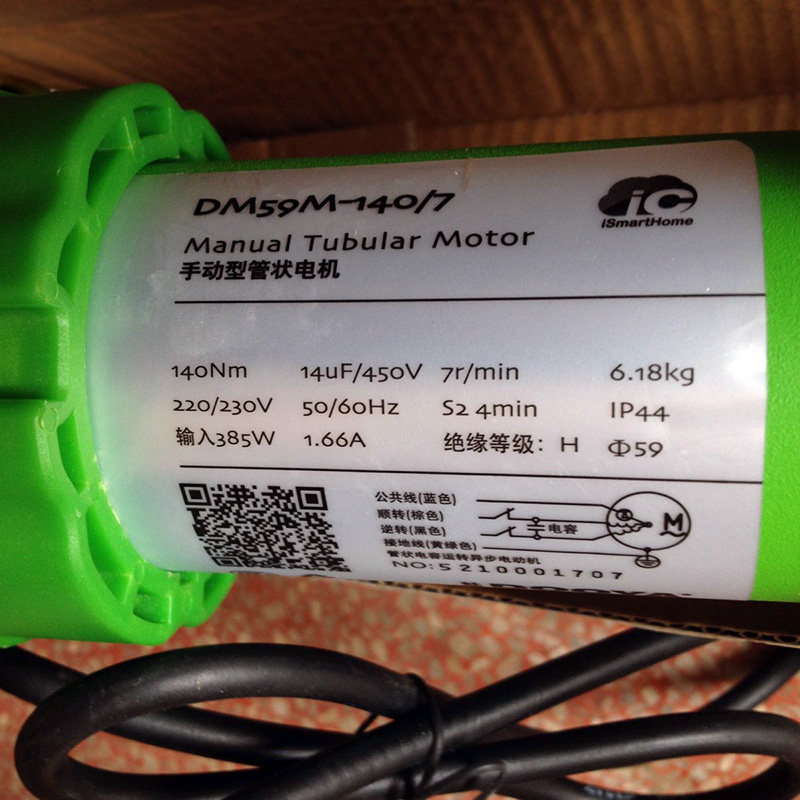 DM59M-140/7
iC
iSmartHome
Manual Tubular Motor
手动型管状电机
140Nm 14uF/450V 7r/min 6.18kg
220/230V 50/60Hz S2 4min IP44
输入385W 1.66A 绝缘等级：H Φ59
公共线(蓝色)
顺转(棕色)
逆转(黑色)
电容
M
接地线(黄绿色)
管状电容运转异步电动机
NO:5210001707